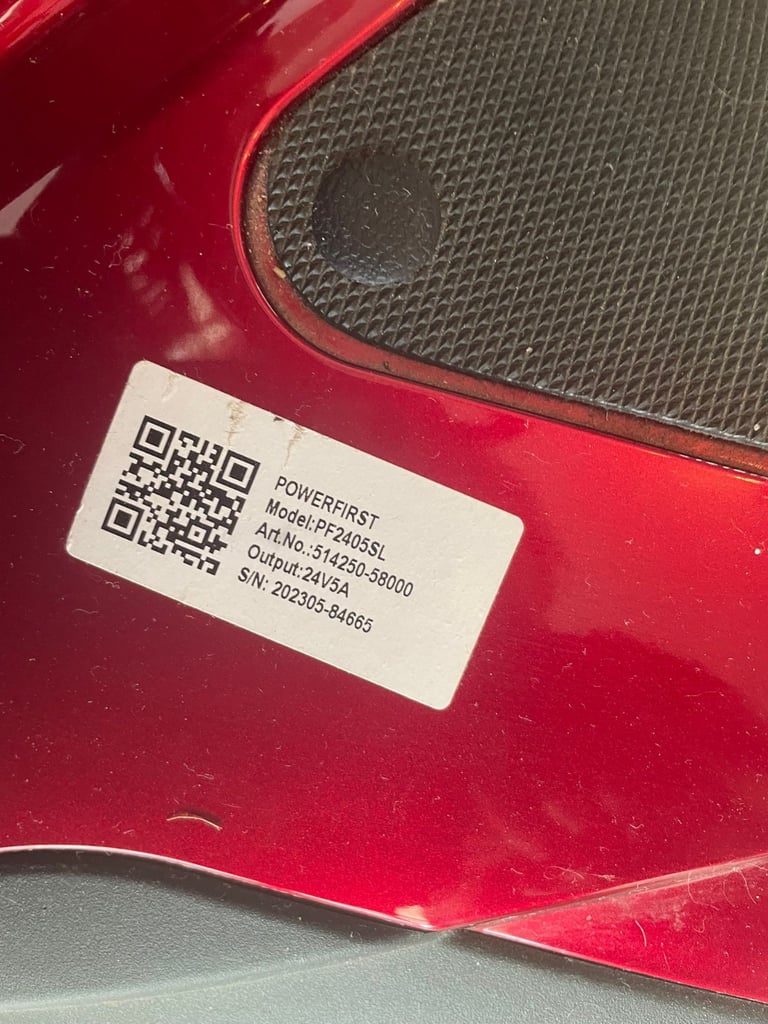 POWERFIRST
Model:PF2405SL
Art.No.:514250-58000
Output:24V5A
S/N: 202305-84665